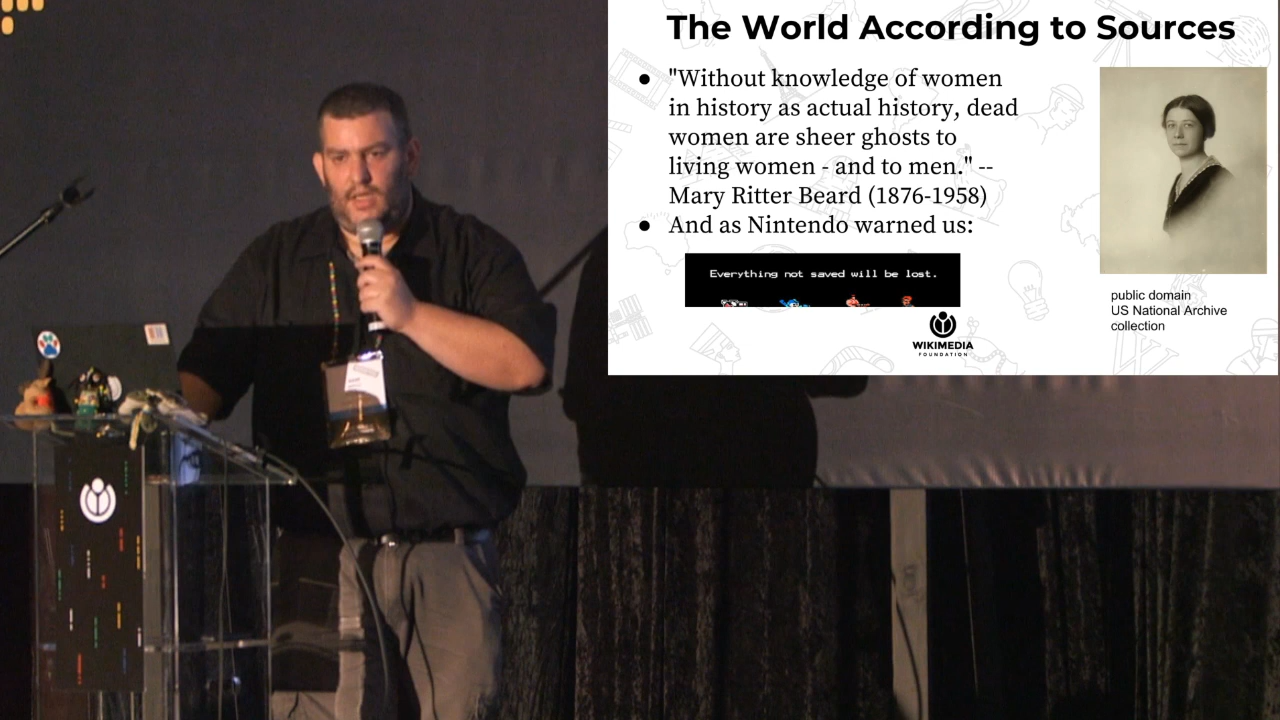 The World According to Sources
● "Without knowledge of women
in history as actual history, dead
women are sheer ghosts to
living women - and to men." --
Mary Ritter Beard (1876-1958)
● And as Nintendo warned us:
Everything not saved will be lost.
public domain
US National Archive
collection
WIKIMEDIA
FOUNDATION